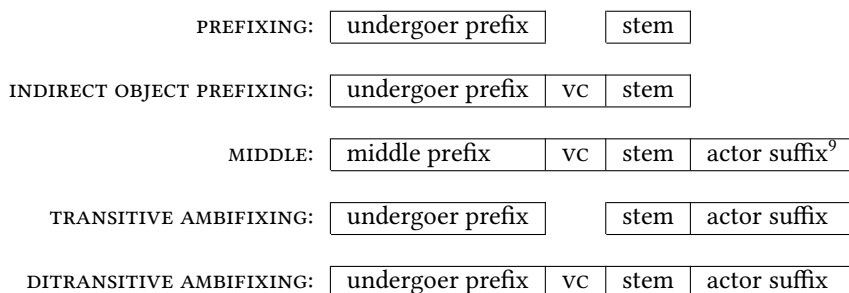 PREFIXING: undergoer prefix stem
INDIRECT OBJECT PREFIXING: undergoer prefix VC stem
MIDDLE: middle prefix VC stem actor suffix⁹
TRANSITIVE AMBIFIXING: undergoer prefix stem actor suffix
DITRANSITIVE AMBIFIXING: undergoer prefix VC stem actor suffix